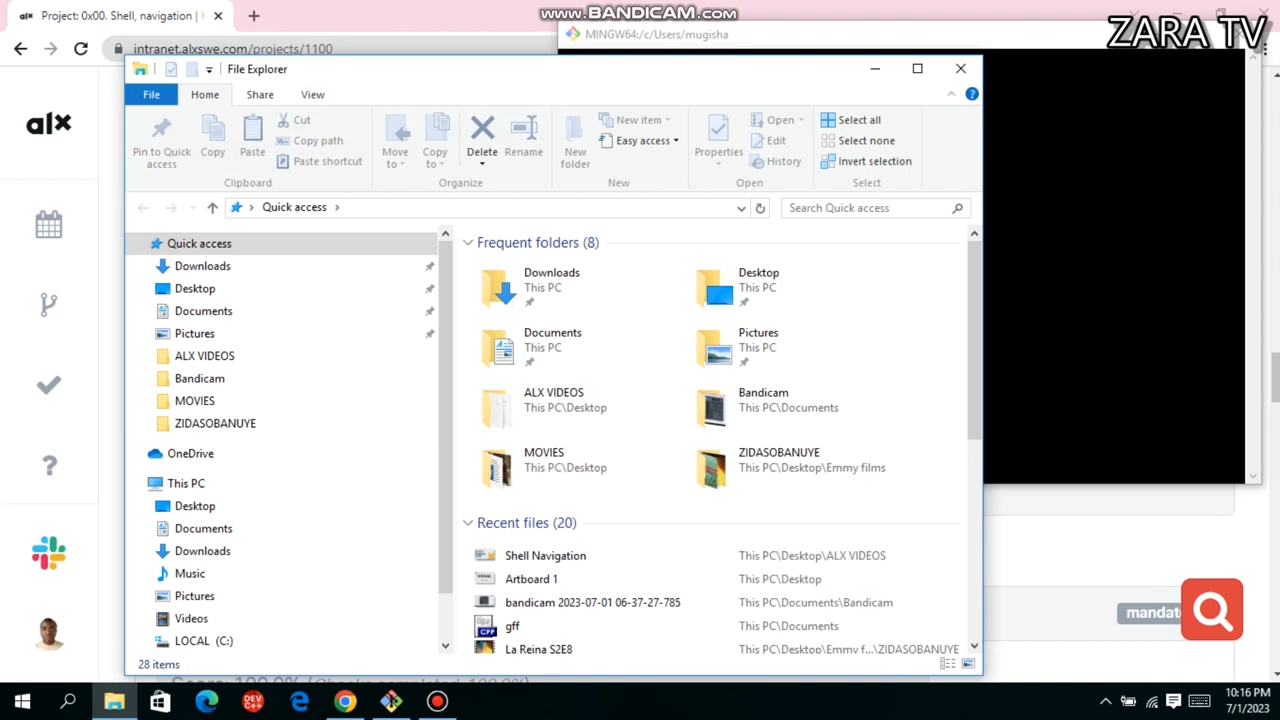 www.BANDICAM.com
ZARA TV
alx Project: 0x00. Shell, navigation |
MINGW64:/c/Users/mugisha
intranet.alxswe.com/projects/1100
alx
File Explorer
File Home Share View
Pin to Quick access
Copy
Paste
Cut
Copy path
Paste shortcut
Clipboard
Move to
Copy to
Delete
Rename
Organize
New folder
New item
Easy access
New
Properties
Open
Edit
History
Open
Select all
Select none
Invert selection
Select
Quick access
Search Quick access
Quick access
Downloads
Desktop
Documents
Pictures
ALX VIDEOS
Bandicam
MOVIES
ZIDASOBANUYE
OneDrive
This PC
Desktop
Documents
Downloads
Music
Pictures
Videos
LOCAL (C:)
Frequent folders (8)
Downloads
This PC
Desktop
This PC
Documents
This PC
Pictures
This PC
ALX VIDEOS
This PC\Desktop
Bandicam
This PC\Documents
MOVIES
This PC\Desktop
ZIDASOBANUYE
This PC\Desktop\Emmy films
Recent files (20)
Shell Navigation This PC\Desktop\ALX VIDEOS
Artboard 1 This PC\Desktop
bandicam 2023-07-01 06-37-27-785 This PC\Documents\Bandicam
gff This PC\Documents
CPP
La Reina S2E8 This PC\Desktop\Emmy f...\ZIDASOBANUYE
28 items
mandat
DEV C++
10:16 PM
7/1/2023